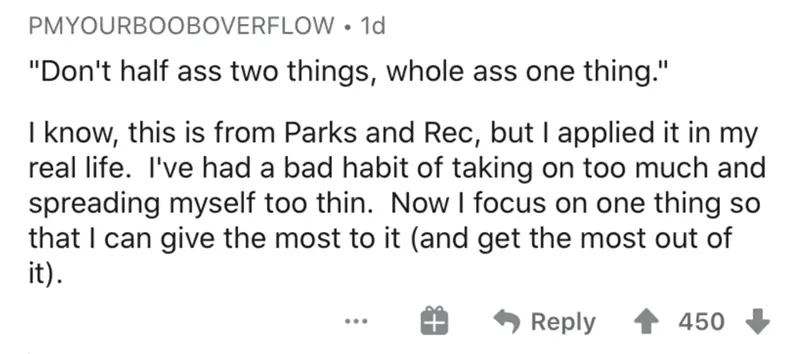 PMYOURBOOBOVERFLOW • 1d
"Don't half ass two things, whole ass one thing."
I know, this is from Parks and Rec, but I applied it in my
real life. I've had a bad habit of taking on too much and
spreading myself too thin. Now I focus on one thing so
that I can give the most to it (and get the most out of
it).
... Reply 450